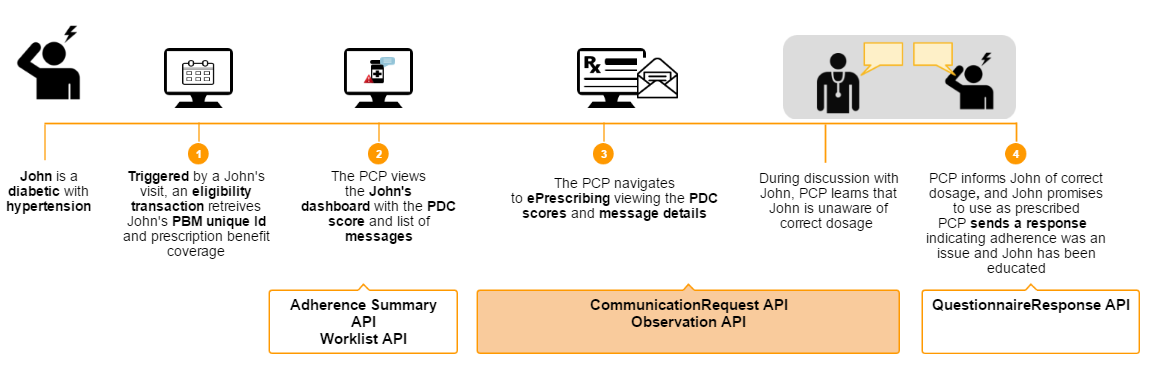 John is a
diabetic with
hypertension
1
Triggered by a John's
visit, an eligibility
transaction retreives
John's PBM unique Id
and prescription benefit
coverage
2
The PCP views
the John's
dashboard with the PDC
score and list of
messages
Rx
3
The PCP navigates
to ePrescribing viewing the PDC
scores and message details
During discussion with
John, PCP learns that
John is unaware of
correct dosage
4
PCP informs John of correct
dosage, and John promises
to use as prescribed
PCP sends a response
indicating adherence was an
issue and John has been
educated
Adherence Summary
API
Worklist API
CommunicationRequest API
Observation API
QuestionnaireResponse API